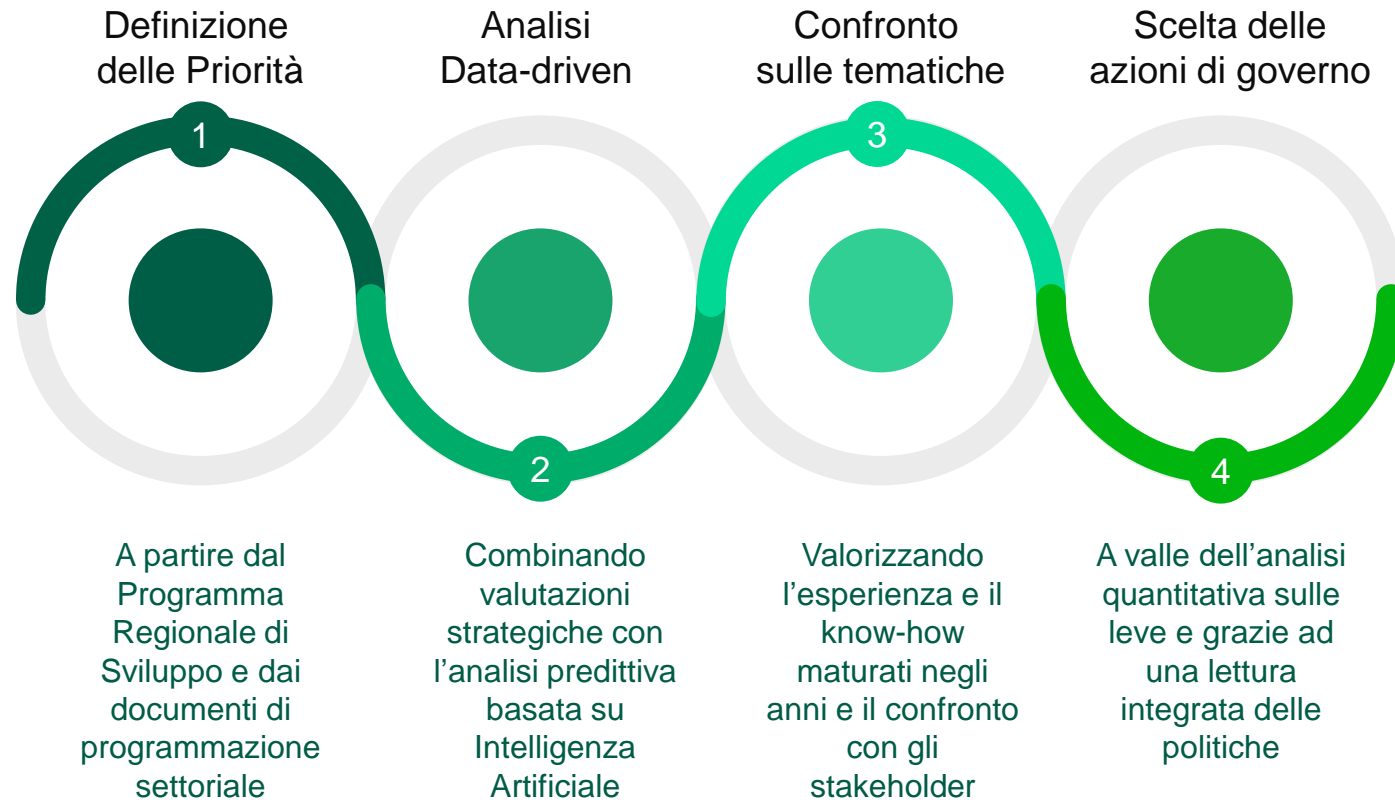 Definizione
delle Priorità
Analisi
Data-driven
Confronto
sulle tematiche
Scelta delle
azioni di governo
1
2
3
4
A partire dal
Programma
Regionale di
Sviluppo e dai
documenti di
programmazione
settoriale
Combinando
valutazioni
strategiche con
l’analisi predittiva
basata su
Intelligenza
Artificiale
Valorizzando
l’esperienza e il
know-how
maturati negli
anni e il confronto
con gli
stakeholder
A valle dell’analisi
quantitativa sulle
leve e grazie ad
una lettura
integrata delle
politiche